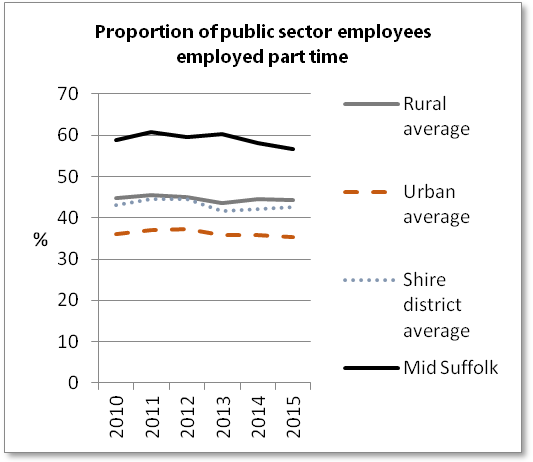 Proportion of public sector employees
employed part time
70
60
50
40
30
20
10
0
%
2010
2011
2012
2013
2014
2015
Rural
average
Urban
average
Shire
district
average
Mid Suffolk